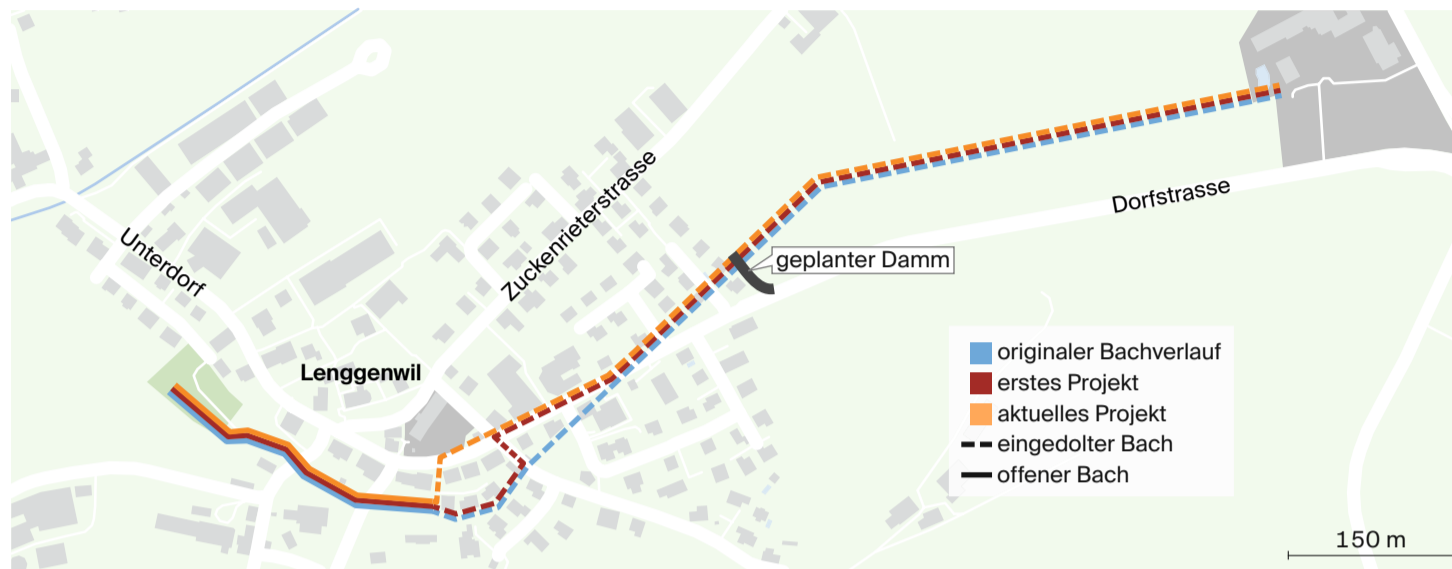 Unterdorf
Zuckenrieterstrasse
Dorfstrasse
geplanter Damm
Lenggenwil
originaler Bachverlauf
erstes Projekt
aktuelles Projekt
eingedolter Bach
offener Bach
150 m